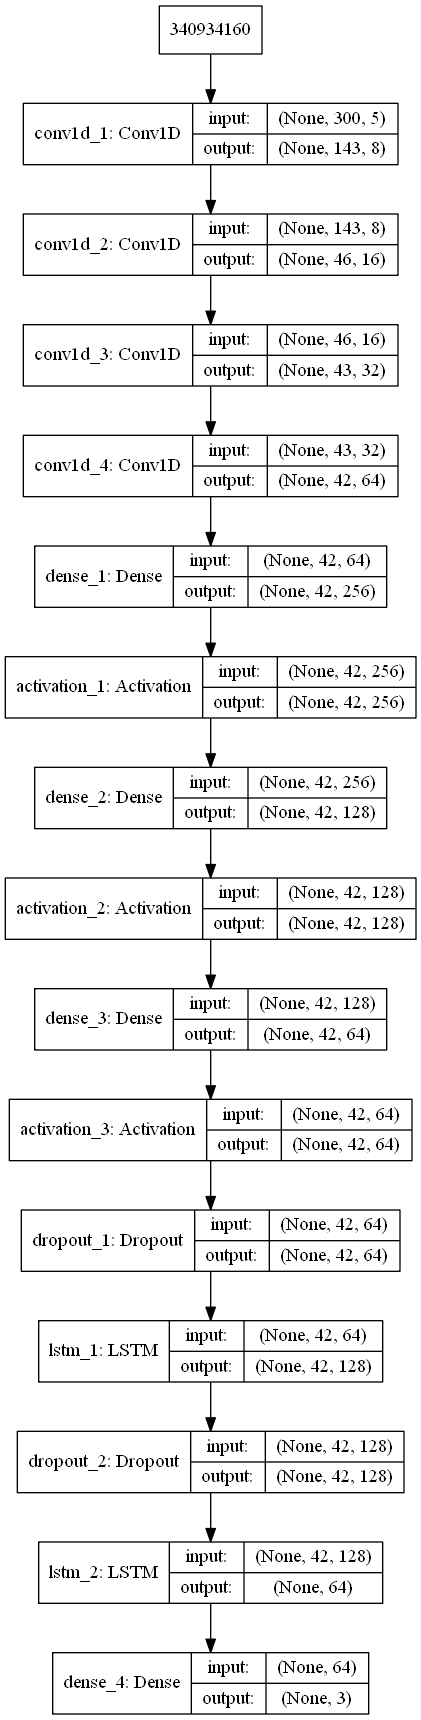 340934160
conv1d_1: Conv1D
input: (None, 300, 5)
output: (None, 143, 8)
conv1d_2: Conv1D
input: (None, 143, 8)
output: (None, 46, 16)
conv1d_3: Conv1D
input: (None, 46, 16)
output: (None, 43, 32)
conv1d_4: Conv1D
input: (None, 43, 32)
output: (None, 42, 64)
dense_1: Dense
input: (None, 42, 64)
output: (None, 42, 256)
activation_1: Activation
input: (None, 42, 256)
output: (None, 42, 256)
dense_2: Dense
input: (None, 42, 256)
output: (None, 42, 128)
activation_2: Activation
input: (None, 42, 128)
output: (None, 42, 128)
dense_3: Dense
input: (None, 42, 128)
output: (None, 42, 64)
activation_3: Activation
input: (None, 42, 64)
output: (None, 42, 64)
dropout_1: Dropout
input: (None, 42, 64)
output: (None, 42, 64)
lstm_1: LSTM
input: (None, 42, 64)
output: (None, 42, 128)
dropout_2: Dropout
input: (None, 42, 128)
output: (None, 42, 128)
lstm_2: LSTM
input: (None, 42, 128)
output: (None, 64)
dense_4: Dense
input: (None, 64)
output: (None, 3)